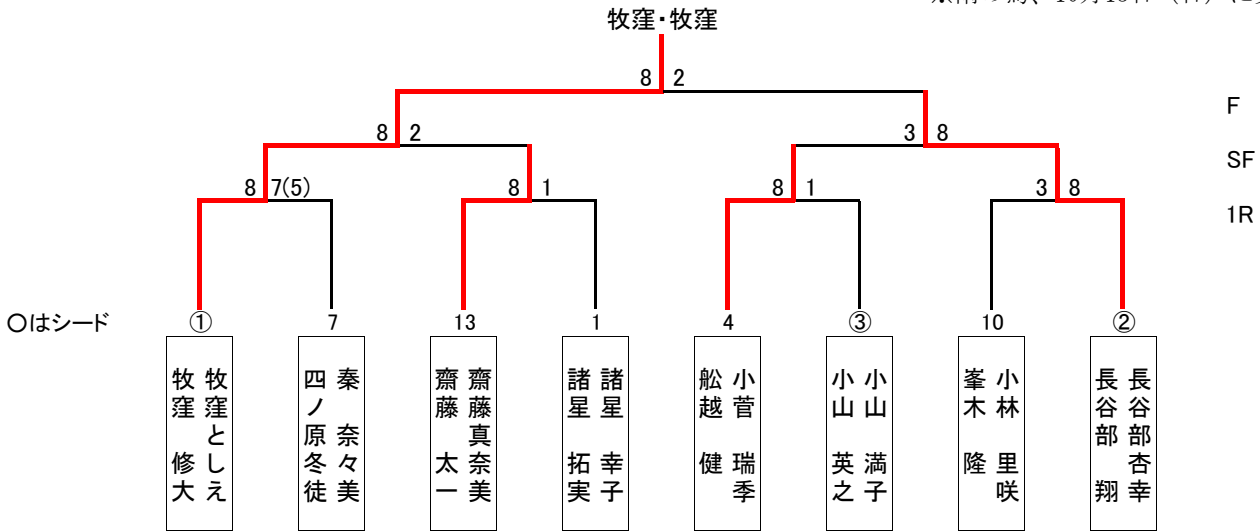 牧窪・牧窪
8 2
F
8 2
3 8
SF
8 7(5)
8 1
8 1
3 8
1R
〇はシード
① 7 13 1 4 ③ 10 ②
牧窪としえ
牧窪 修大
秦 奈々美
四ノ原冬徒
齋藤真奈美
齋藤 太一
諸星 幸子
諸星 拓実
小菅 瑞季
舩越 健
小山 満子
小山 英之
小林 里咲
峯木 隆
長谷部杏幸
長谷部 翔